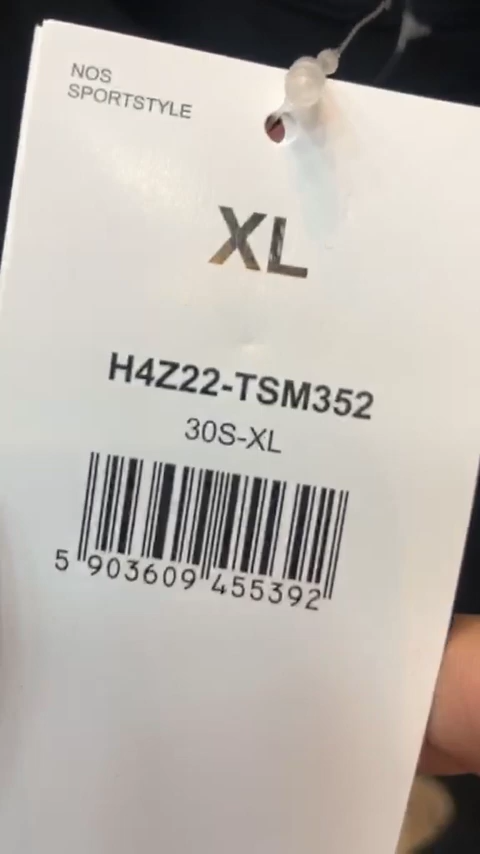 NOS
SPORTSTYLE
XL
H4Z22-TSM352
30S-XL
5 903609 455392